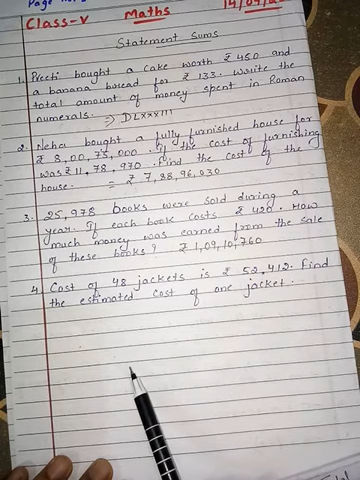 Page No.
Class-V Maths 14/09/2
Statement Sums
1. Preeti bought a cake worth ₹ 450 and
a banana bread for ₹ 133. Write the
total amount of money spent in Roman
numerals. ⇒ DLXXXIII
2. Neha bought a fully furnished house for
₹ 8,00,75,000. If the cost of furnishing
was ₹ 11,78,970. Find the cost of the
house. = ₹ 7,88,96,030
3. 25,978 books were sold during a
year. If each book costs ₹ 420. How
much money was earned from the sale
of these books? ₹ 1,09,10,760
4. Cost of 48 jackets is ₹ 52,412. Find
the estimated cost of one jacket.